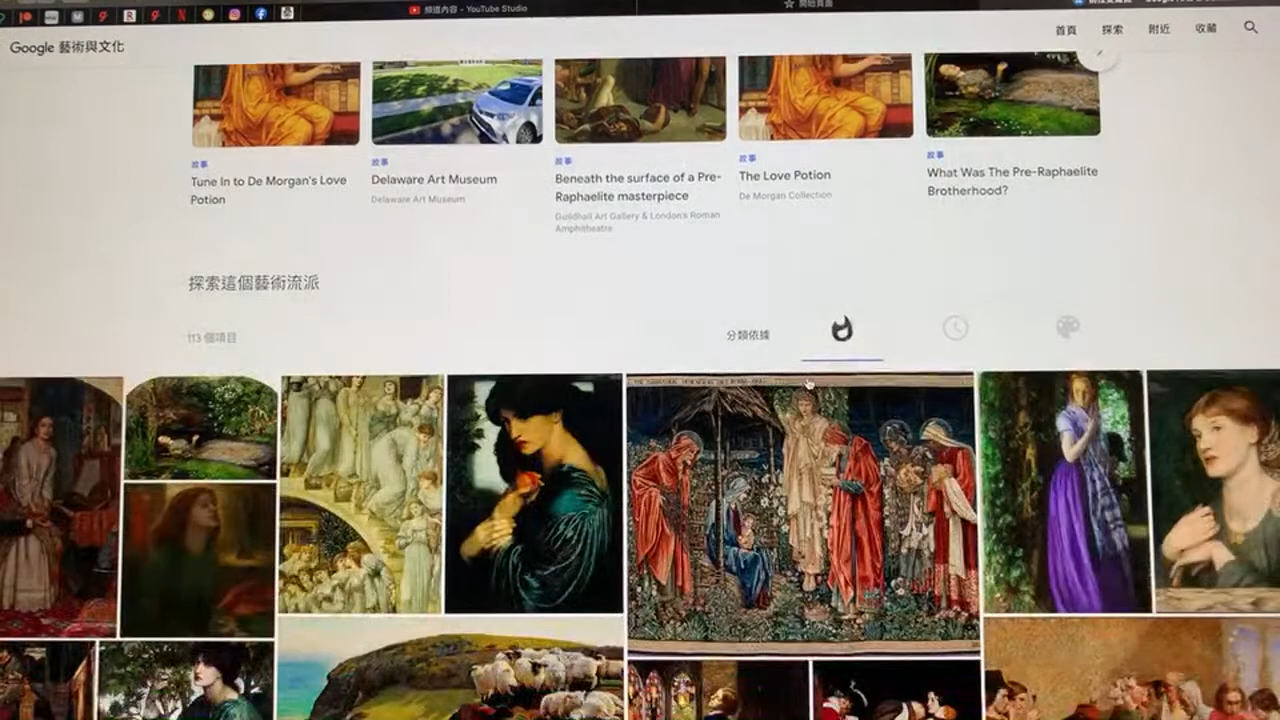 頻道內容 - YouTube Studio
開始頁面
Google 藝術與文化
首頁 探索 附近 收藏
故事
Tune In to De Morgan's Love
Potion
故事
Delaware Art Museum
Delaware Art Museum
故事
Beneath the surface of a Pre-
Raphaelite masterpiece
Guildhall Art Gallery & London's Roman
Amphitheatre
故事
The Love Potion
De Morgan Collection
故事
What Was The Pre-Raphaelite
Brotherhood?
探索這個藝術流派
113 個項目
分類依據